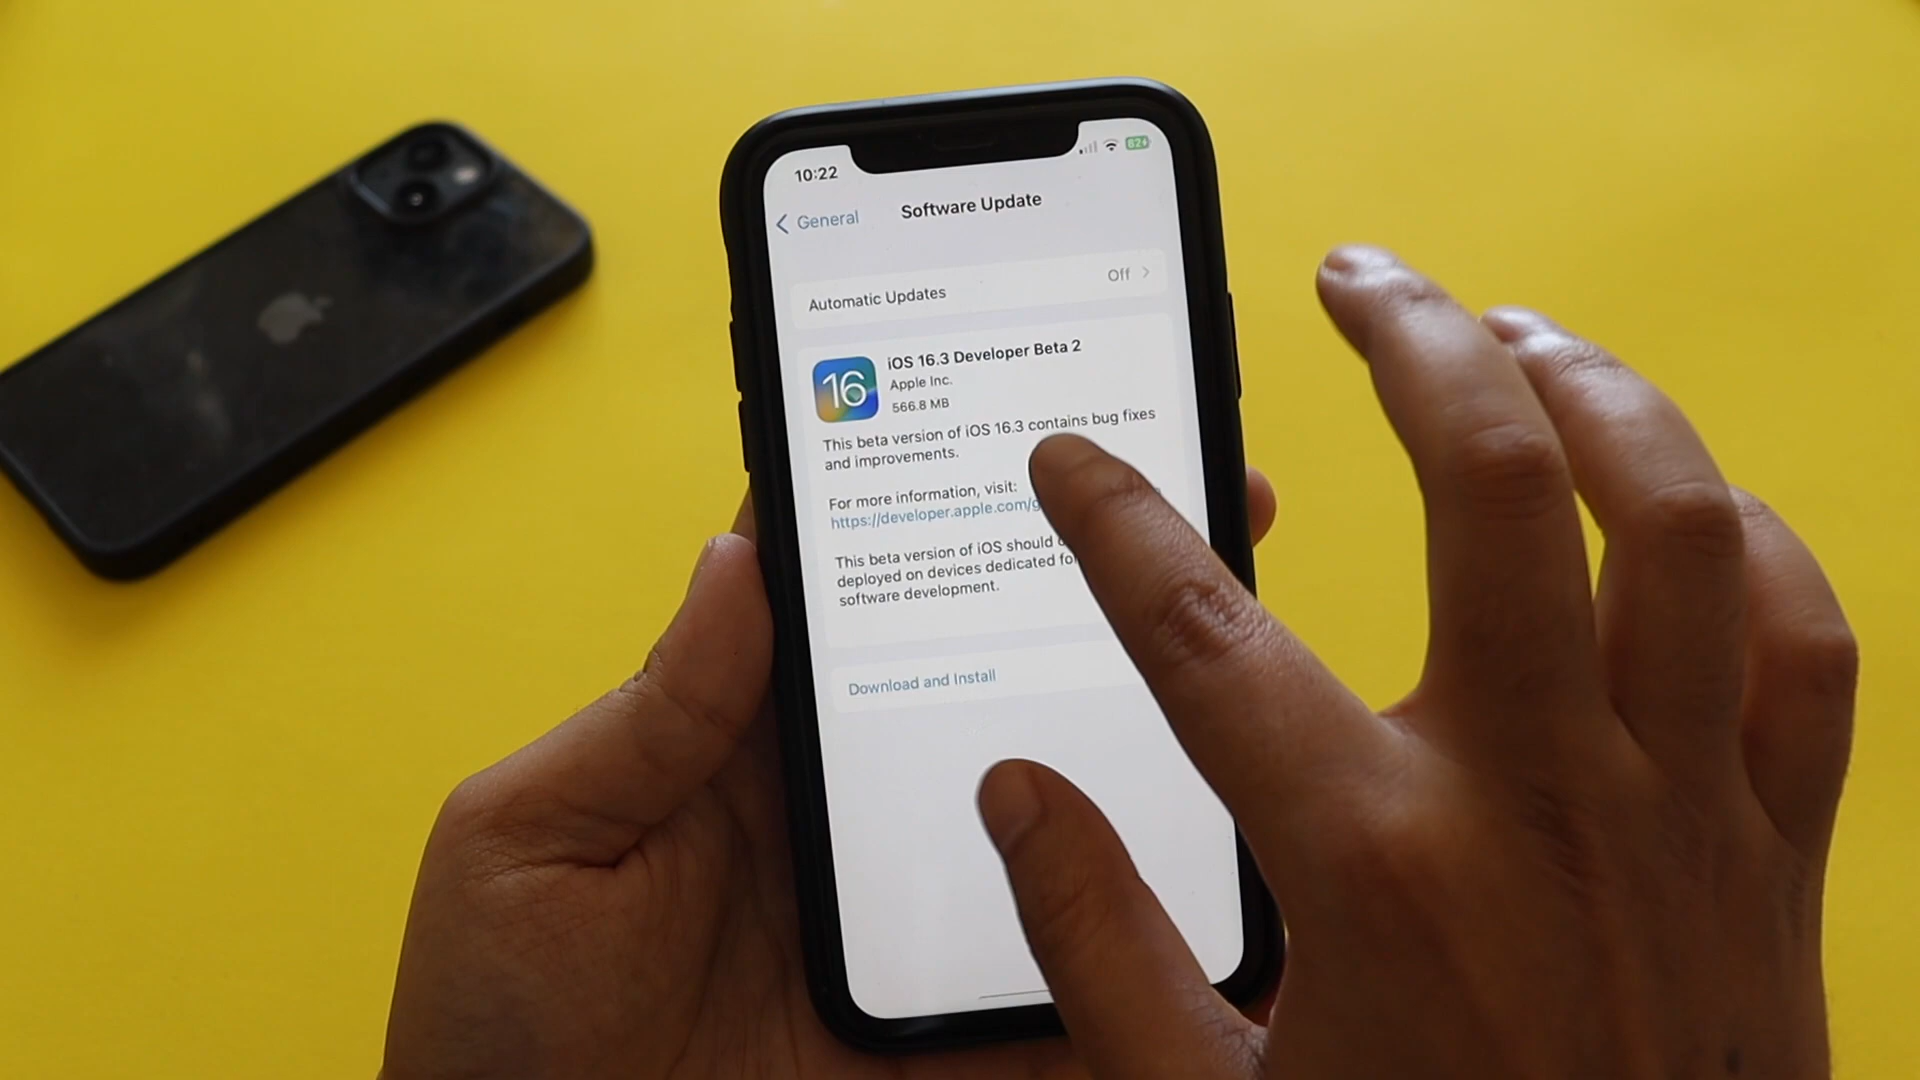 10:22
82
General
Software Update
Automatic Updates
Off
16
iOS 16.3 Developer Beta 2
Apple Inc.
566.8 MB
This beta version of iOS 16.3 contains bug fixes
and improvements.
For more information, visit:
https://developer.apple.com/
This beta version of iOS should
deployed on devices dedicated for
software development.
Download and Install